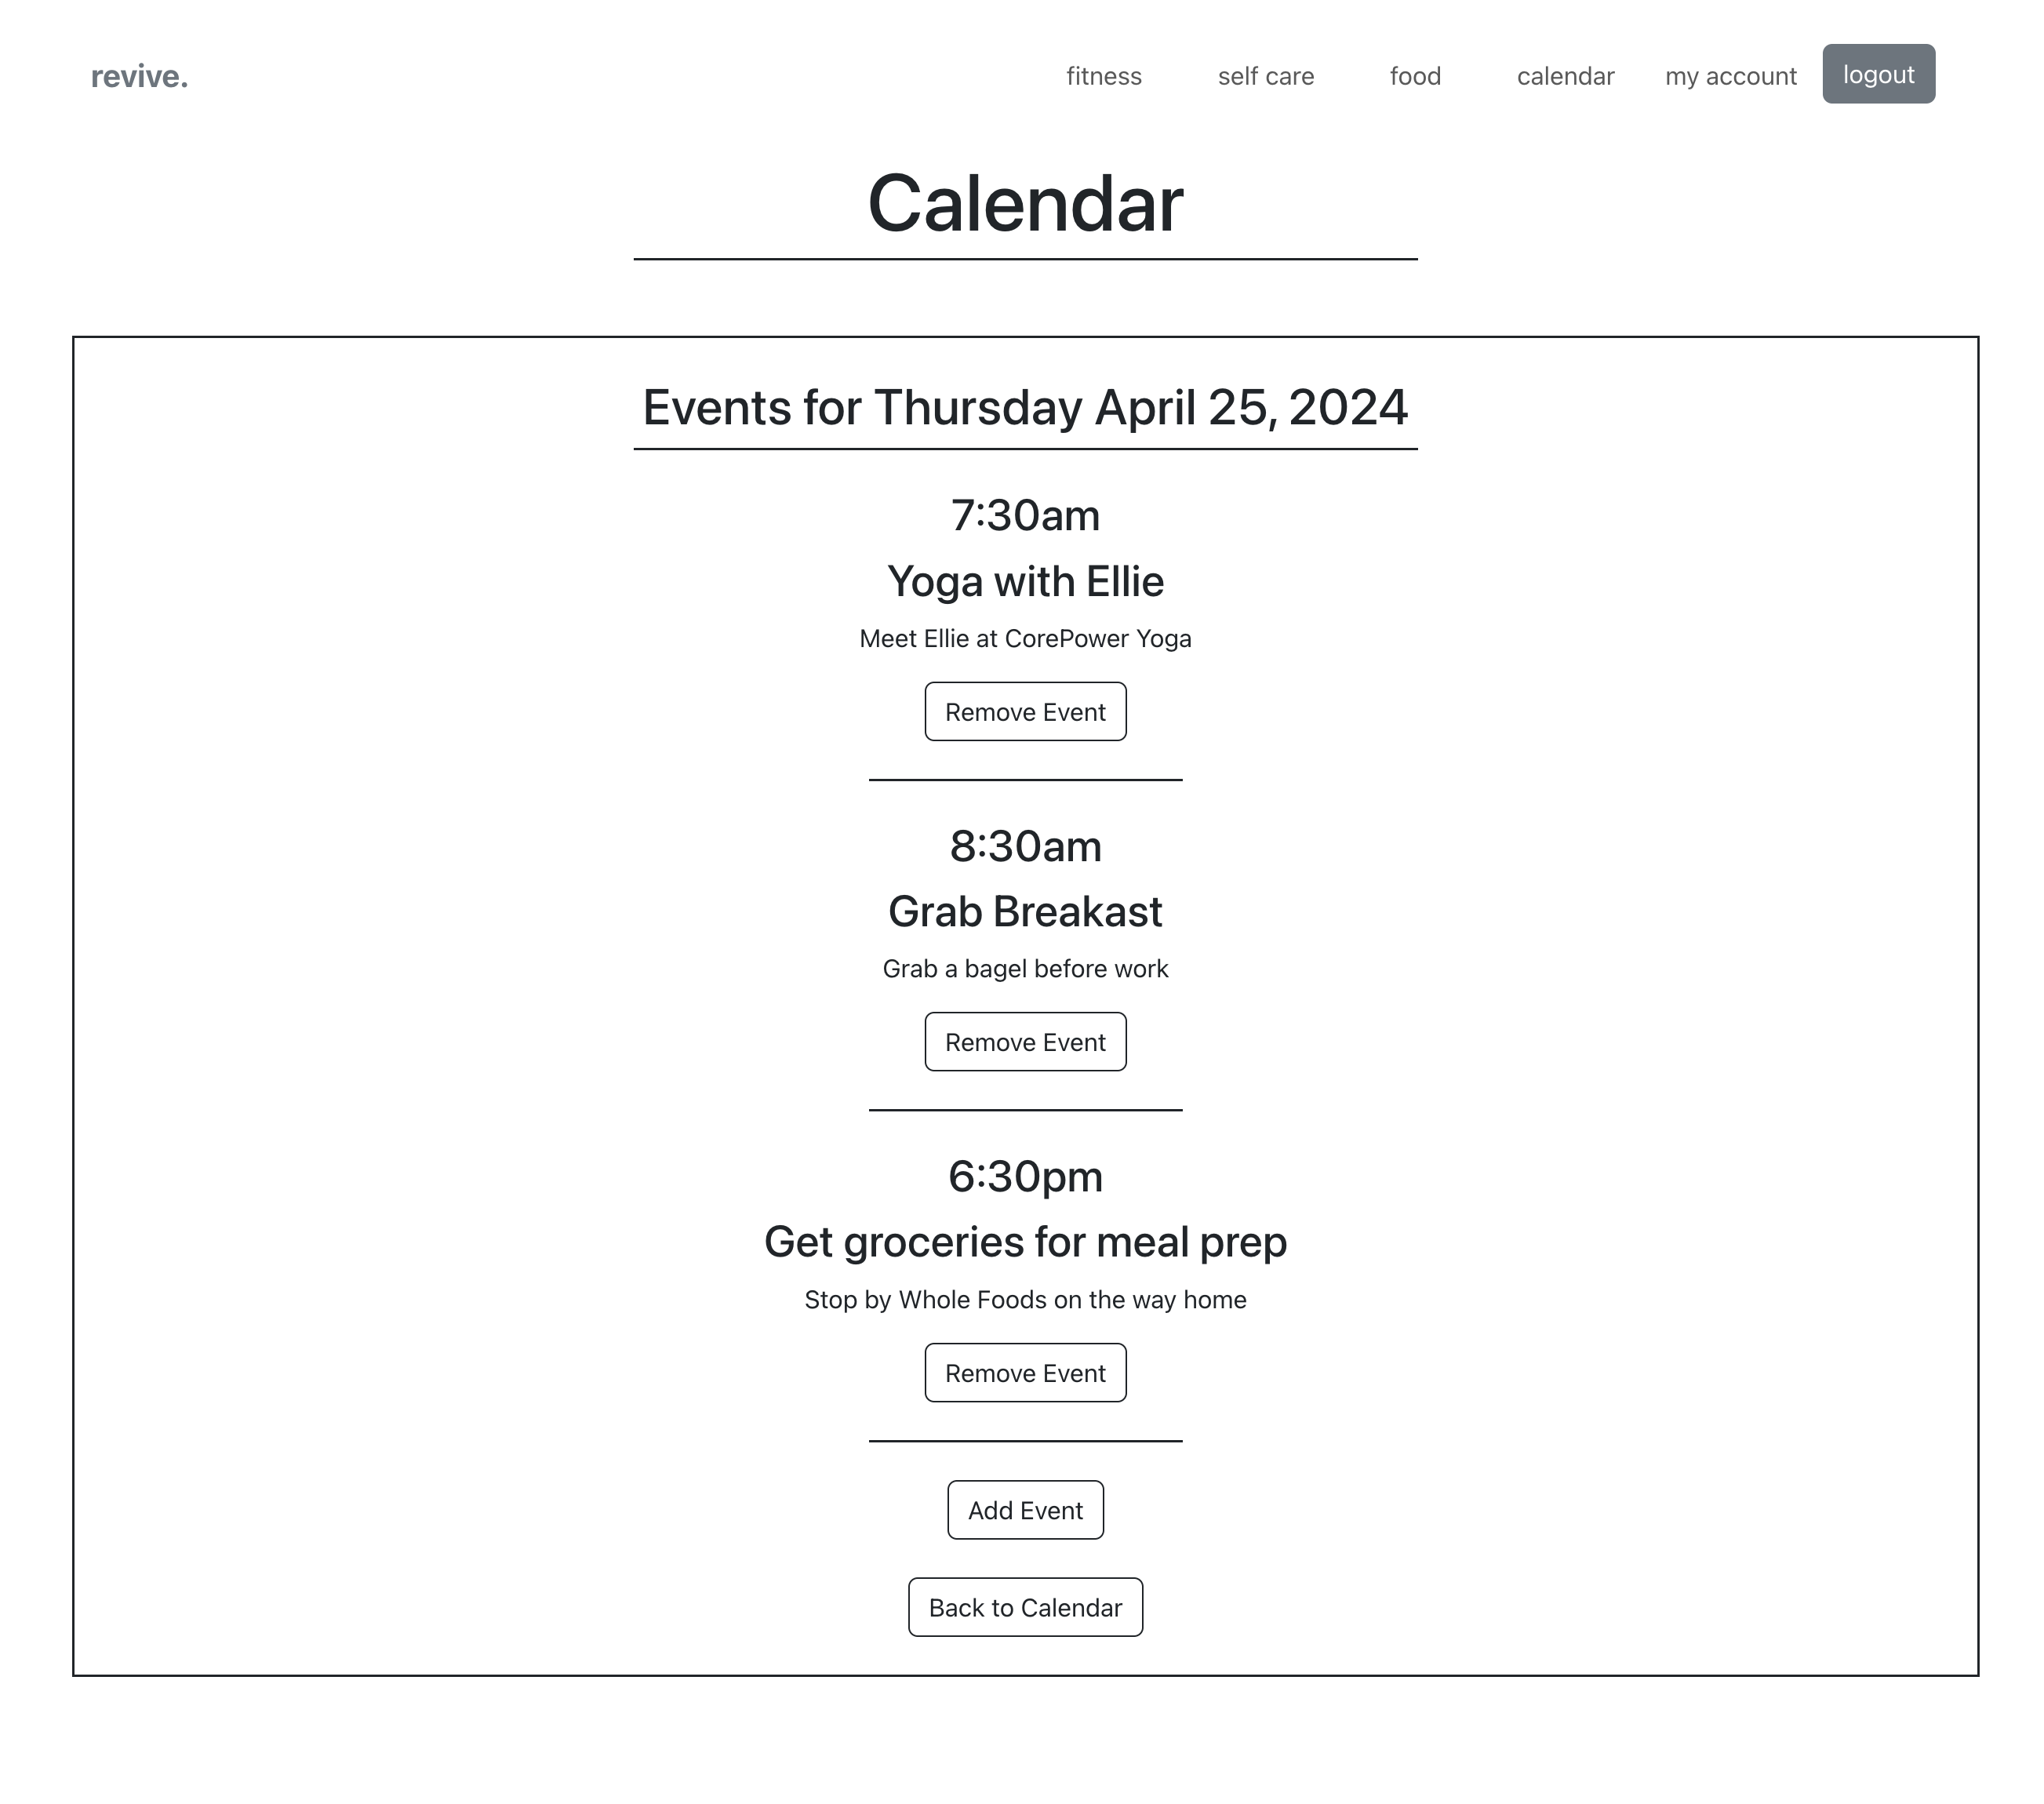 revive.
fitness self care food calendar my account logout
Calendar
Events for Thursday April 25, 2024
7:30am
Yoga with Ellie
Meet Ellie at CorePower Yoga
Remove Event
8:30am
Grab Breakast
Grab a bagel before work
Remove Event
6:30pm
Get groceries for meal prep
Stop by Whole Foods on the way home
Remove Event
Add Event
Back to Calendar